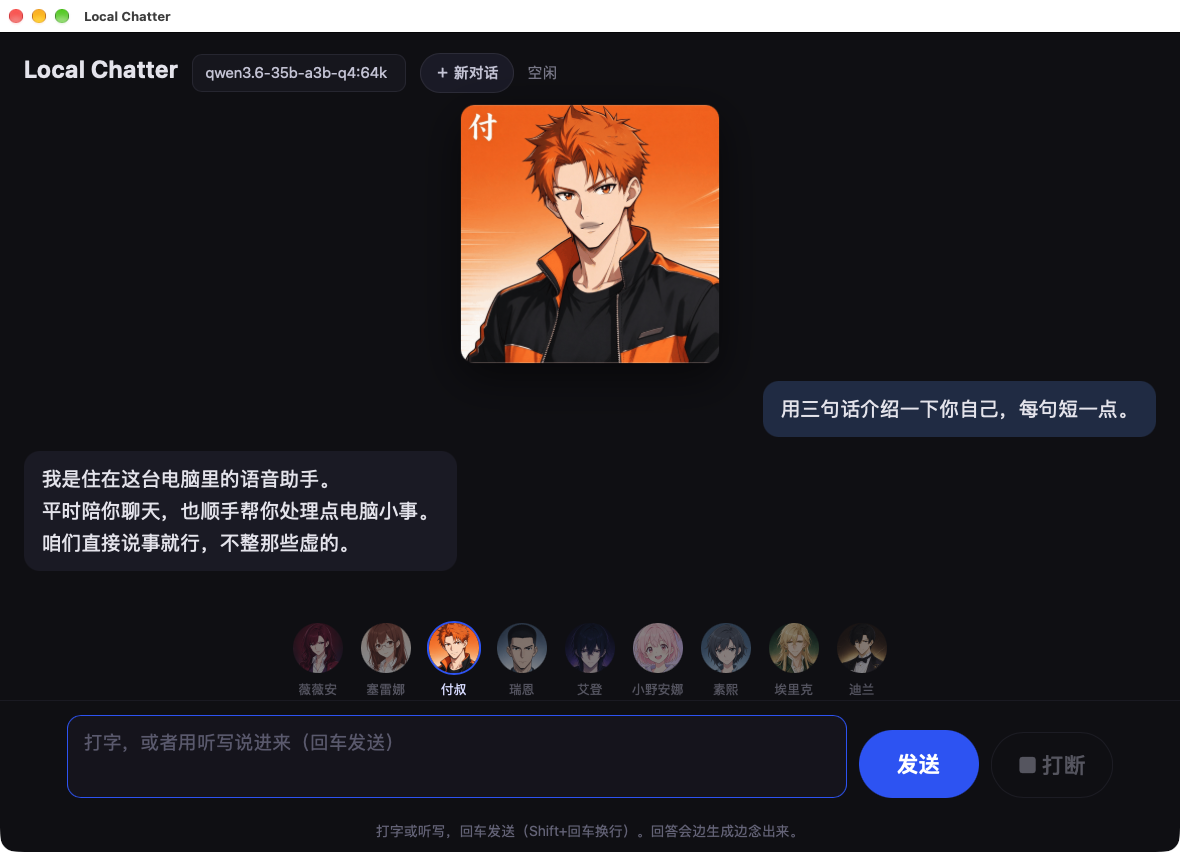 Local Chatter
Local Chatter
qwen3.6-35b-a3b-q4:64k
+ 新对话
空闲
付
用三句话介绍一下你自己，每句短一点。
我是住在这台电脑里的语音助手。
平时陪你聊天，也顺手帮你处理点电脑小事。
咱们直接说事就行，不整那些虚的。
薇薇安
塞雷娜
付叔
瑞恩
艾登
小野安娜
素熙
埃里克
迪兰
打字，或者用听写说进来（回车发送）
发送
打断
打字或听写，回车发送（Shift+回车换行）。回答会边生成边念出来。